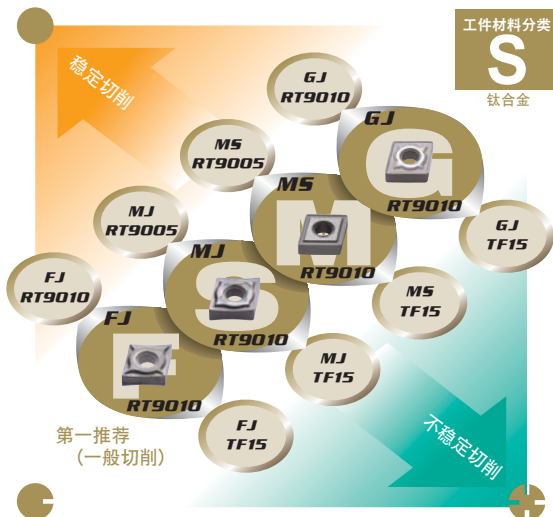 工件材料分类
S
钛合金
稳定切削
GJ
RT9010
MS
RT9005
MJ
RT9005
FJ
RT9010
GJ
G
RT9010
MS
M
RT9010
MJ
S
RT9010
FJ
F
RT9010
GJ
TF15
MS
TF15
MJ
TF15
FJ
TF15
第一推荐
（一般切削）
不稳定切削